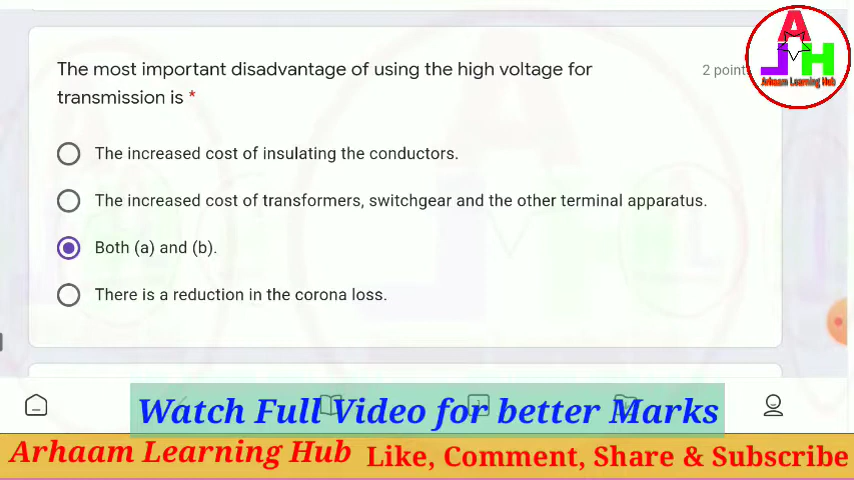 The most important disadvantage of using the high voltage for
transmission is *
2 point
A
J H
Arhaam Learning Hub
The increased cost of insulating the conductors.
The increased cost of transformers, switchgear and the other terminal apparatus.
Both (a) and (b).
There is a reduction in the corona loss.
Watch Full Video for better Marks
Arhaam Learning Hub Like, Comment, Share & Subscribe